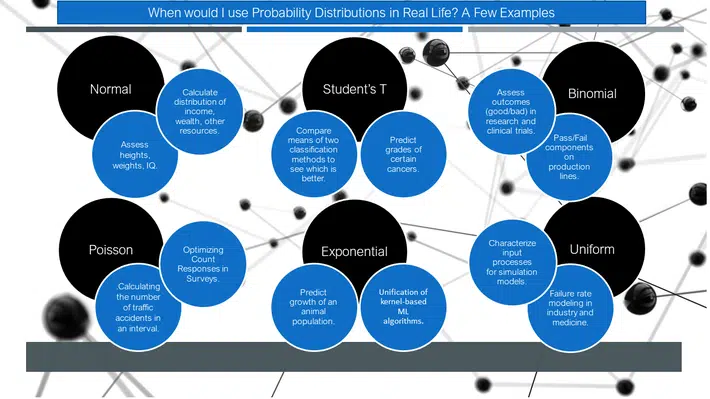 When would I use Probability Distributions in Real Life? A Few Examples
Normal
Calculate
distribution of
income,
wealth, other
resources.
Assess
heights,
weights, IQ.
Student's T
Compare
means of two
classification
methods to
see which is
better.
Predict
grades of
certain
cancers.
Binomial
Assess
outcomes
(good/bad) in
research and
clinical trials.
Pass/Fail
components
on
production
lines.
Poisson
Optimizing
Count
Responses in
Surveys.
.Calculating
the number
of traffic
accidents in
an interval.
Exponential
Predict
growth of an
animal
population.
Unification of
kernel-based
ML
algorithms.
Uniform
Characterize
input
processes
for simulation
models.
Failure rate
modeling in
industry and
medicine.